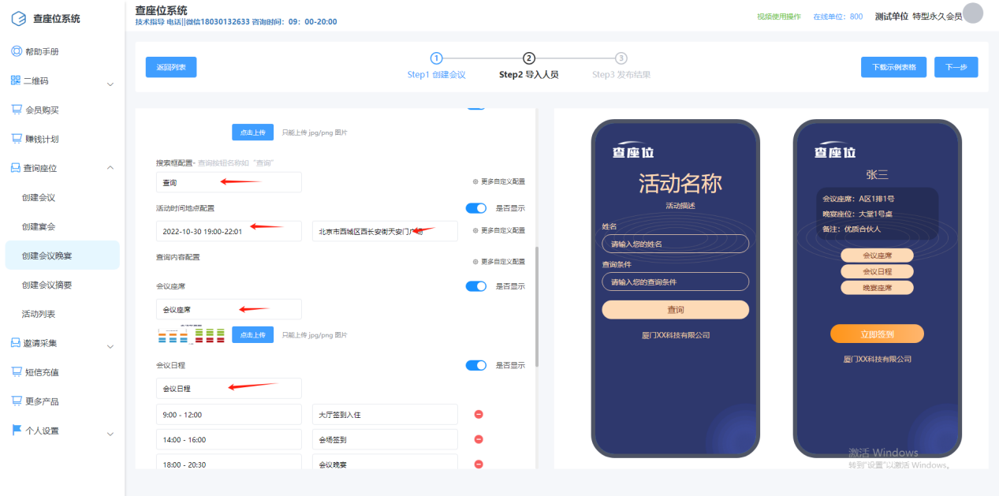 查座位系统
帮助手册
二维码
会员购买
赚钱计划
查询座位
创建会议
创建宴会
创建会议晚宴
创建会议摘要
活动列表
邀请采集
短信充值
更多产品
个人设置
查座位系统
技术指导 电话||微信18030132633 咨询时间：09：00-20:00
视频使用操作 在线单位：800 测试单位 特型永久会员
返回列表
1 2 3
Step1 创建会议 Step2 导入人员 Step3 发布结果
下载示例表格 下一步
点击上传 只能上传 jpg/png 图片
搜索框配置- 查询按钮名称如 "查询"
查询 更多自定义配置
活动时间地点配置 是否显示
2022-10-30 19:00-22:01 北京市西城区西长安街天安门广场 更多自定义配置
查询内容配置 更多自定义配置
会议座席 是否显示
会议座席
点击上传 只能上传 jpg/png 图片
会议日程 是否显示
会议日程
9:00 - 12:00 大厅签到入住
14:00 - 16:00 会场签到
18:00 - 20:30 会议晚宴
查座位
活动名称
活动描述
姓名
请输入您的姓名
查询条件
请输入您的查询条件
查询
厦门XX科技有限公司
查座位
张三
会议座席：A区1排1号
晚宴座位：大堂1号桌
备注：优质合伙人
会议座席
会议日程
晚宴座席
立即签到
厦门XX科技有限公司
激活 Windows
转到"设置"以激活 Windows。